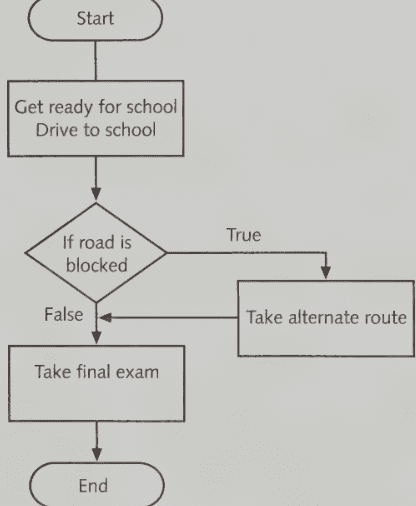 Start
Get ready for school
Drive to school
If road is
blocked
True
False
Take alternate route
Take final exam
End